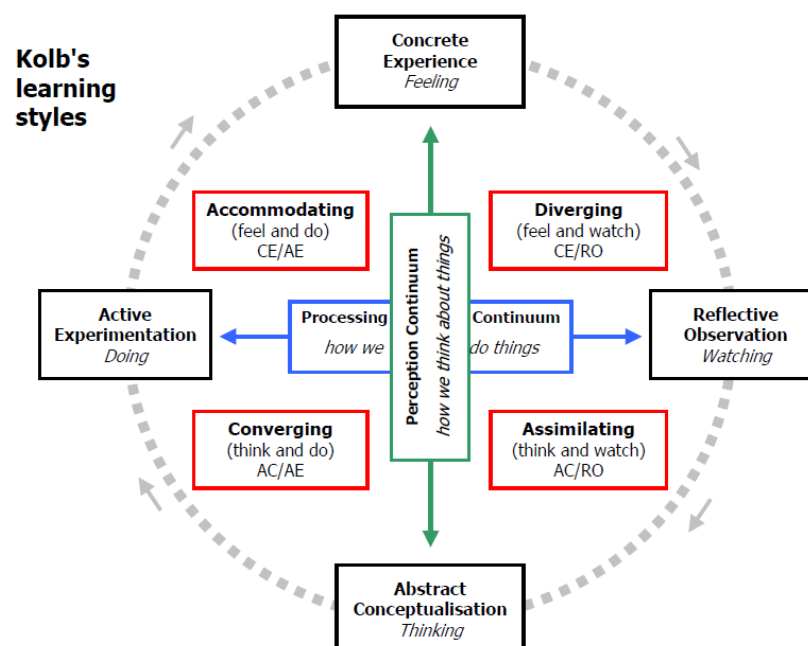 Kolb's
learning
styles
Concrete
Experience
Feeling
Accommodating
(feel and do)
CE/AE
Diverging
(feel and watch)
CE/RO
Active
Experimentation
Doing
Processing Continuum
how we do things
Perception Continuum
how we think about things
Reflective
Observation
Watching
Converging
(think and do)
AC/AE
Assimilating
(think and watch)
AC/RO
Abstract
Conceptualisation
Thinking